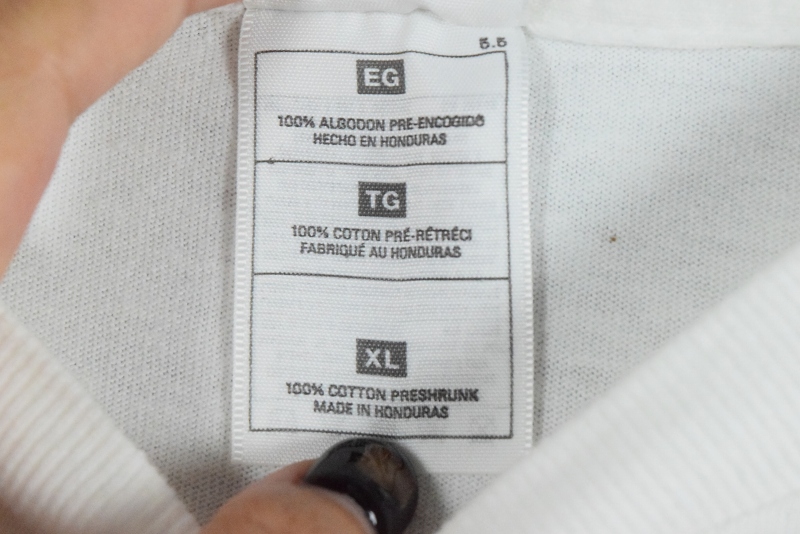 5.5
EG
100% ALGODON PRE-ENCOGIDO
HECHO EN HONDURAS
TG
100% COTON PRÉ-RÉTRÉCI
FABRIQUÉ AU HONDURAS
XL
100% COTTON PRESHRUNK
MADE IN HONDURAS